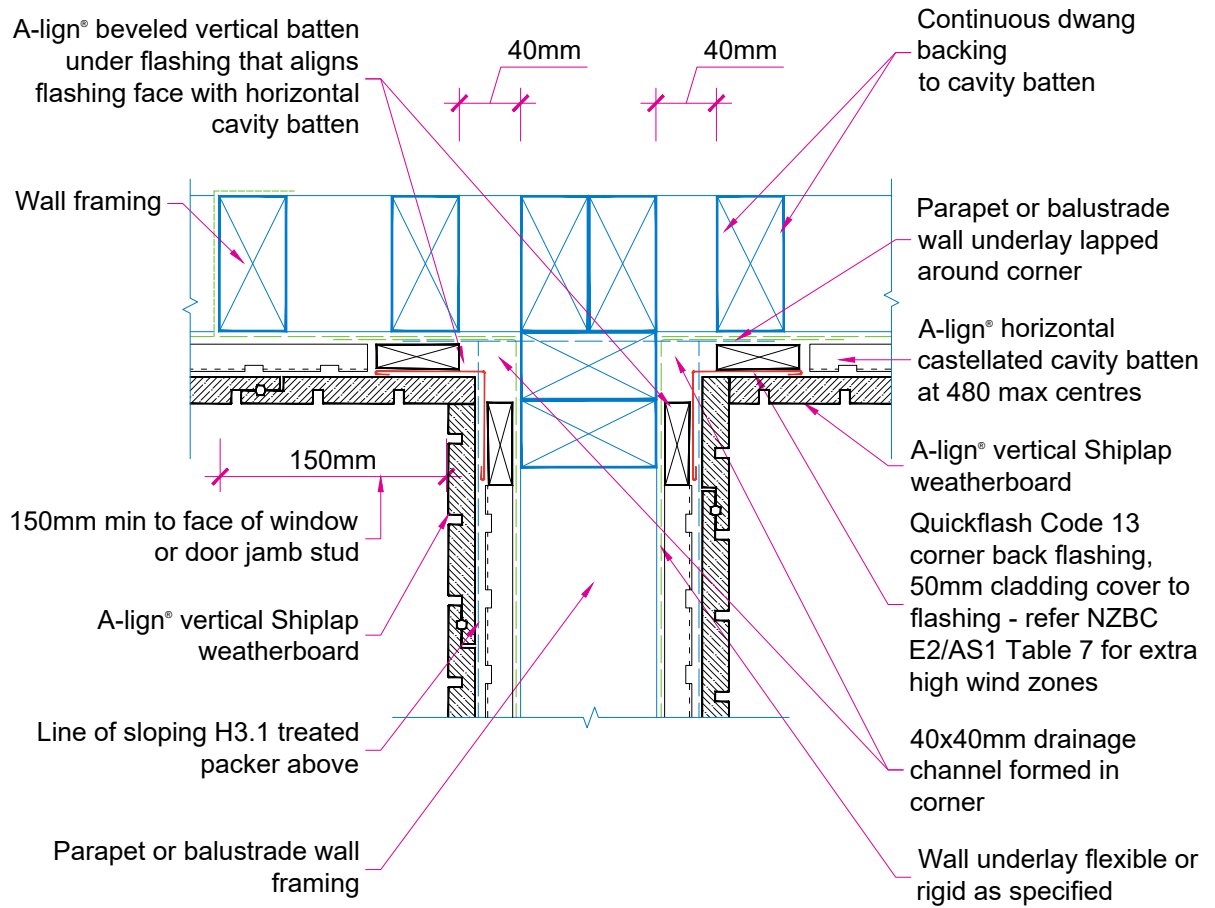 A-lign® beveled vertical batten
under flashing that aligns
flashing face with horizontal
cavity batten
40mm
40mm
Continuous dwang
backing
to cavity batten
Wall framing
Parapet or balustrade
wall underlay lapped
around corner
A-lign® horizontal
castellated cavity batten
at 480 max centres
150mm
A-lign® vertical Shiplap
weatherboard
150mm min to face of window
or door jamb stud
Quickflash Code 13
corner back flashing,
50mm cladding cover to
flashing - refer NZBC
E2/AS1 Table 7 for extra
high wind zones
A-lign® vertical Shiplap
weatherboard
Line of sloping H3.1 treated
packer above
40x40mm drainage
channel formed in
corner
Parapet or balustrade wall
framing
Wall underlay flexible or
rigid as specified